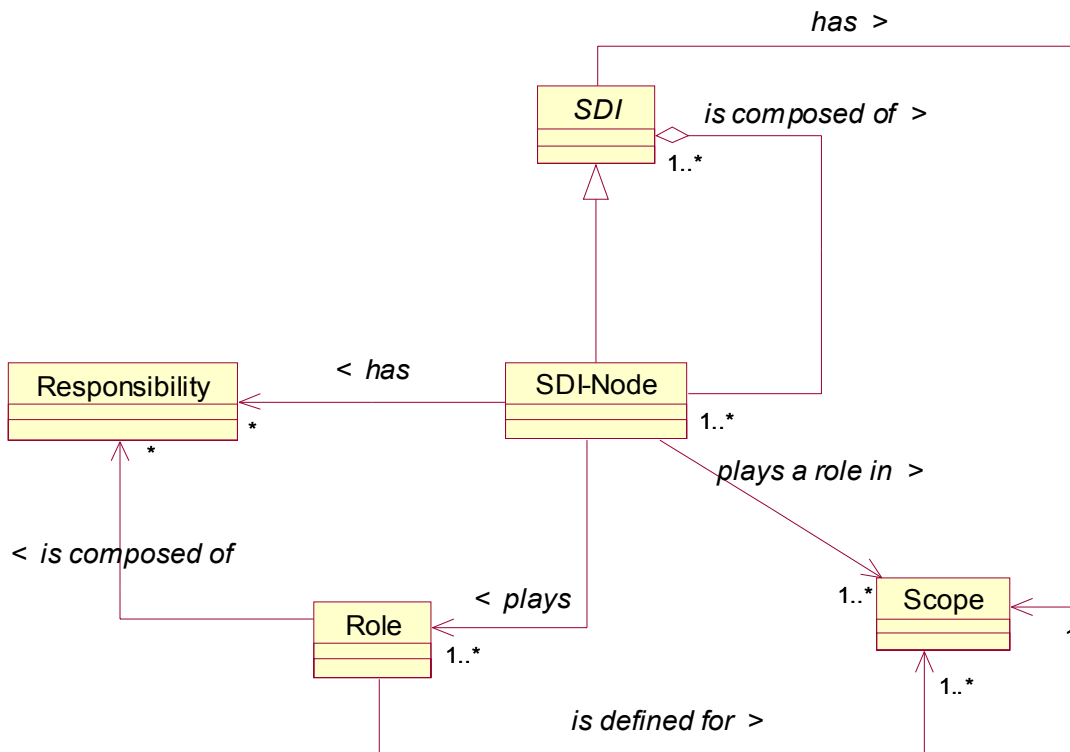 has >
SDI
is composed of >
1..*
Responsibility
< has
SDI-Node
*
1..*
*
plays a role in >
< is composed of
< plays
1..*
Scope
Role
1..*
1..*
is defined for >